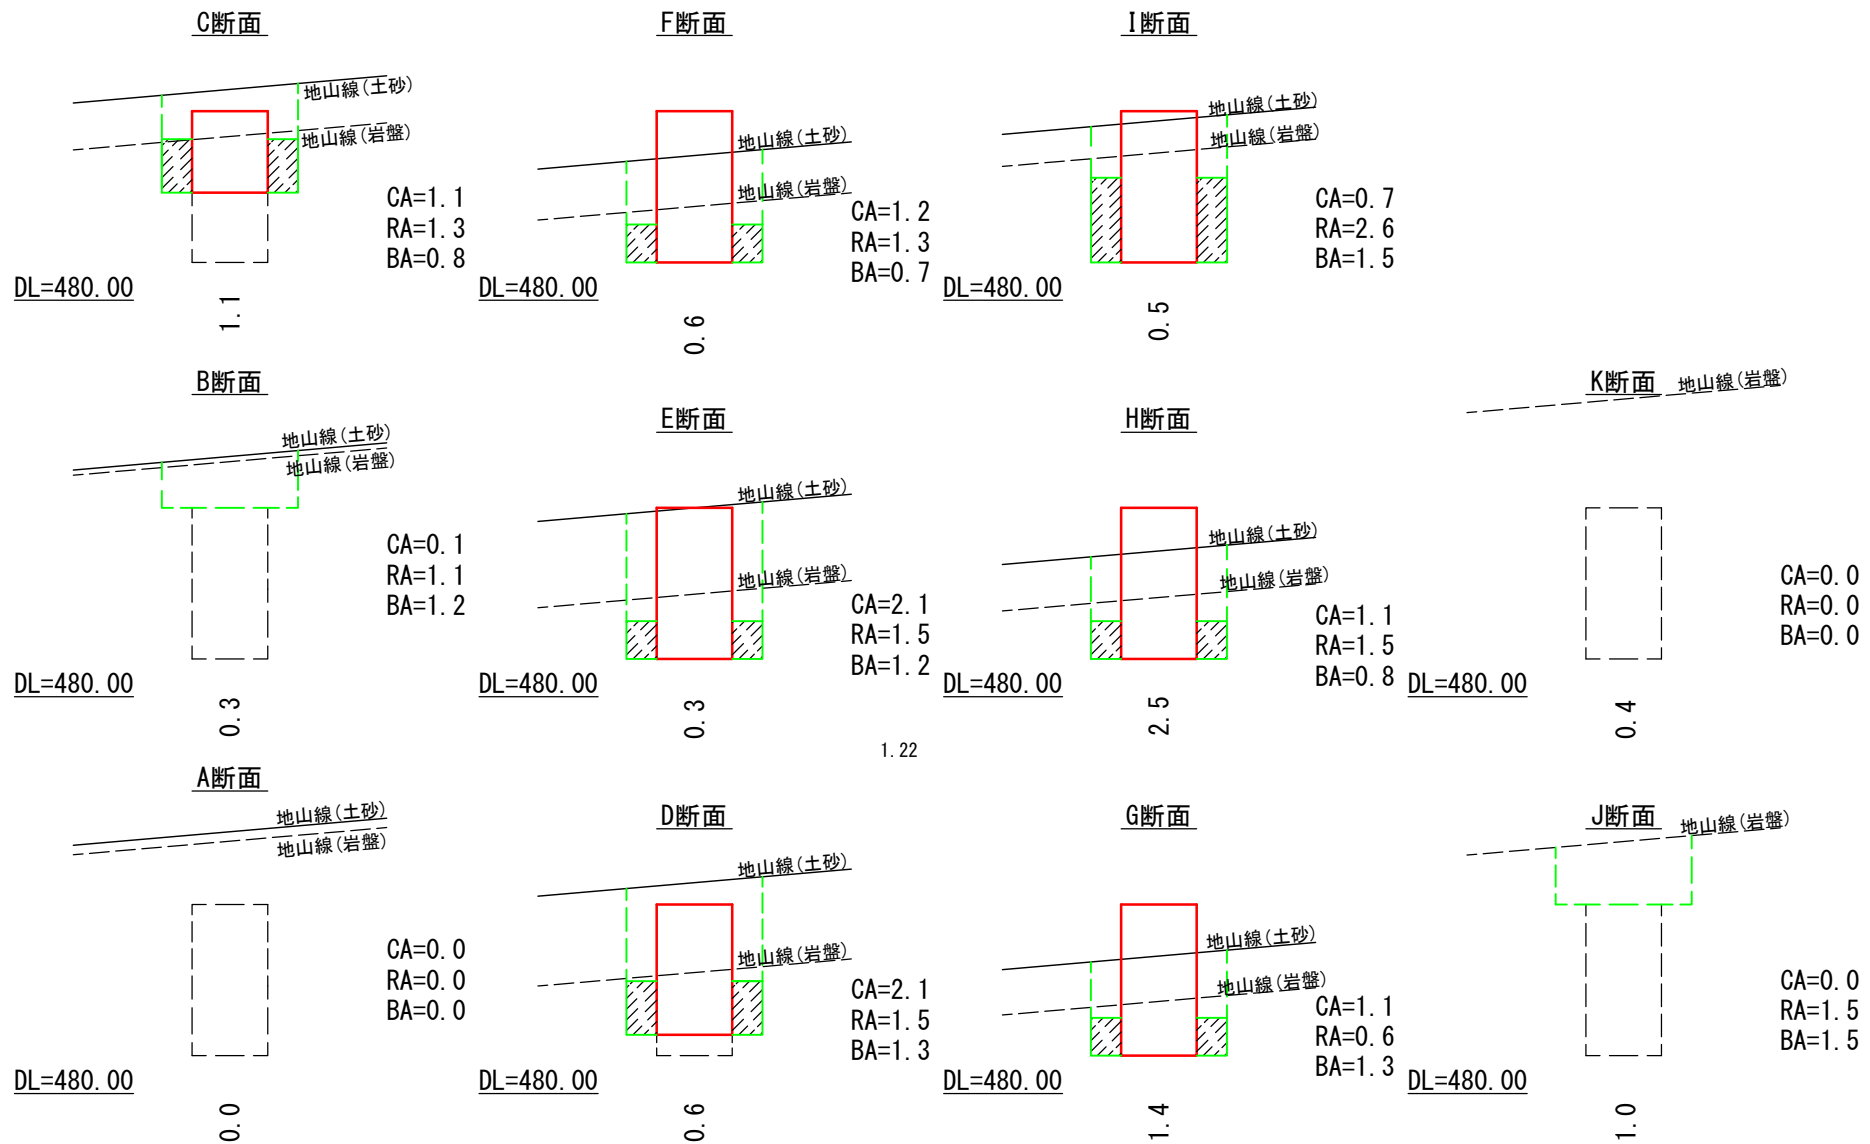 C断面
地山線(土砂)
地山線(岩盤)
CA=1.1
RA=1.3
BA=0.8
DL=480.00
1.1
F断面
地山線(土砂)
地山線(岩盤)
CA=1.2
RA=1.3
BA=0.7
DL=480.00
0.6
I断面
地山線(土砂)
地山線(岩盤)
CA=0.7
RA=2.6
BA=1.5
DL=480.00
0.5
B断面
地山線(土砂)
地山線(岩盤)
CA=0.1
RA=1.1
BA=1.2
DL=480.00
0.3
E断面
地山線(土砂)
地山線(岩盤)
CA=2.1
RA=1.5
BA=1.2
DL=480.00
0.3
H断面
地山線(土砂)
地山線(岩盤)
CA=1.1
RA=1.5
BA=0.8
DL=480.00
2.5
K断面
地山線(岩盤)
CA=0.0
RA=0.0
BA=0.0
DL=480.00
0.4
1.22
A断面
地山線(土砂)
地山線(岩盤)
CA=0.0
RA=0.0
BA=0.0
DL=480.00
0.0
D断面
地山線(土砂)
地山線(岩盤)
CA=2.1
RA=1.5
BA=1.3
DL=480.00
0.6
G断面
地山線(土砂)
地山線(岩盤)
CA=1.1
RA=0.6
BA=1.3
DL=480.00
1.4
J断面
地山線(岩盤)
CA=0.0
RA=1.5
BA=1.5
DL=480.00
1.0